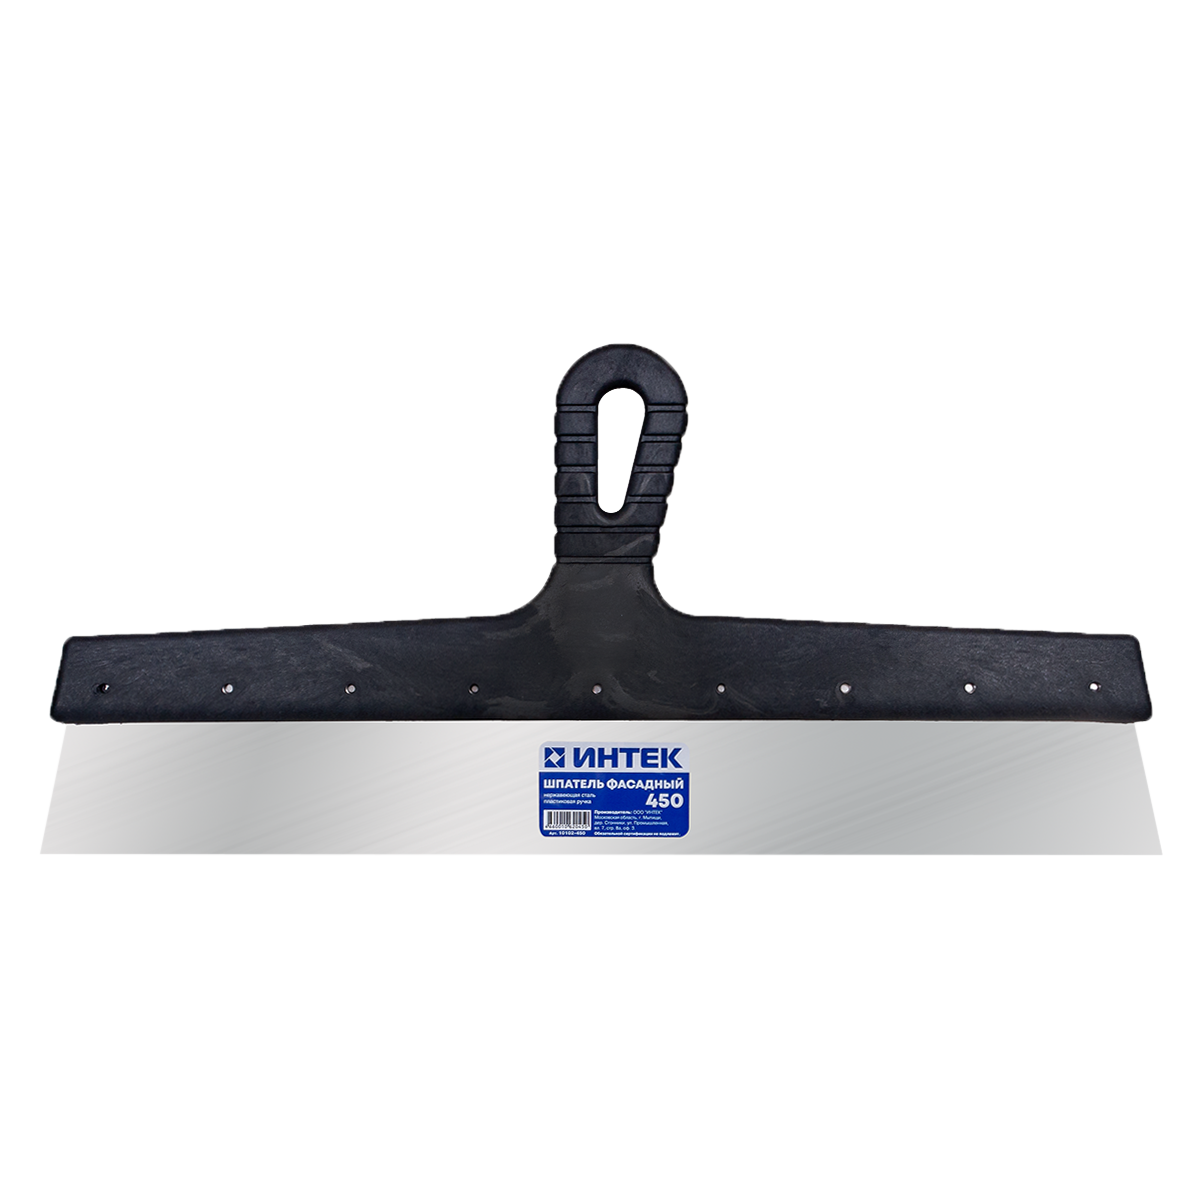 ИНТЕК
ШПАТЕЛЬ ФАСАДНЫЙ
нержавеющая сталь
пластиковая ручка
450
Производитель: ООО "ИНТЕК"
Московская область, г. Мытищи,
дер. Сгонники, ул. Промышленная,
вл. 7, стр. 8а, оф. 3
Обязательной сертификации не подлежит.
Арт. 10102-450